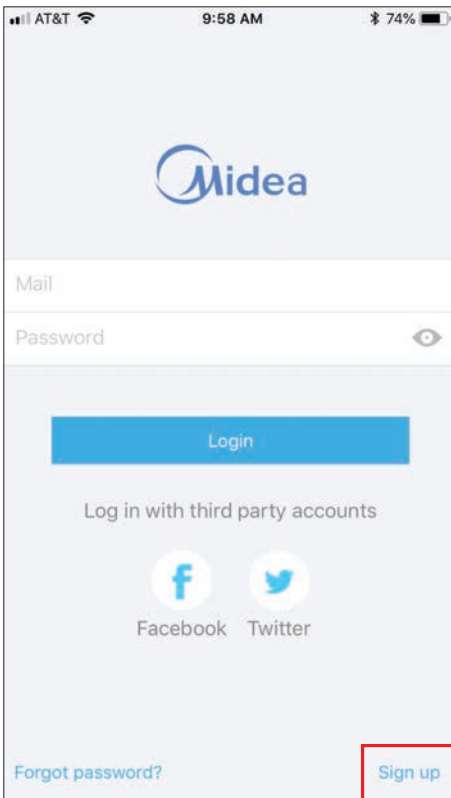 AT&T 9:58 AM 74%
Midea
Mail
Password
Login
Log in with third party accounts
Facebook Twitter
Forgot password? Sign up